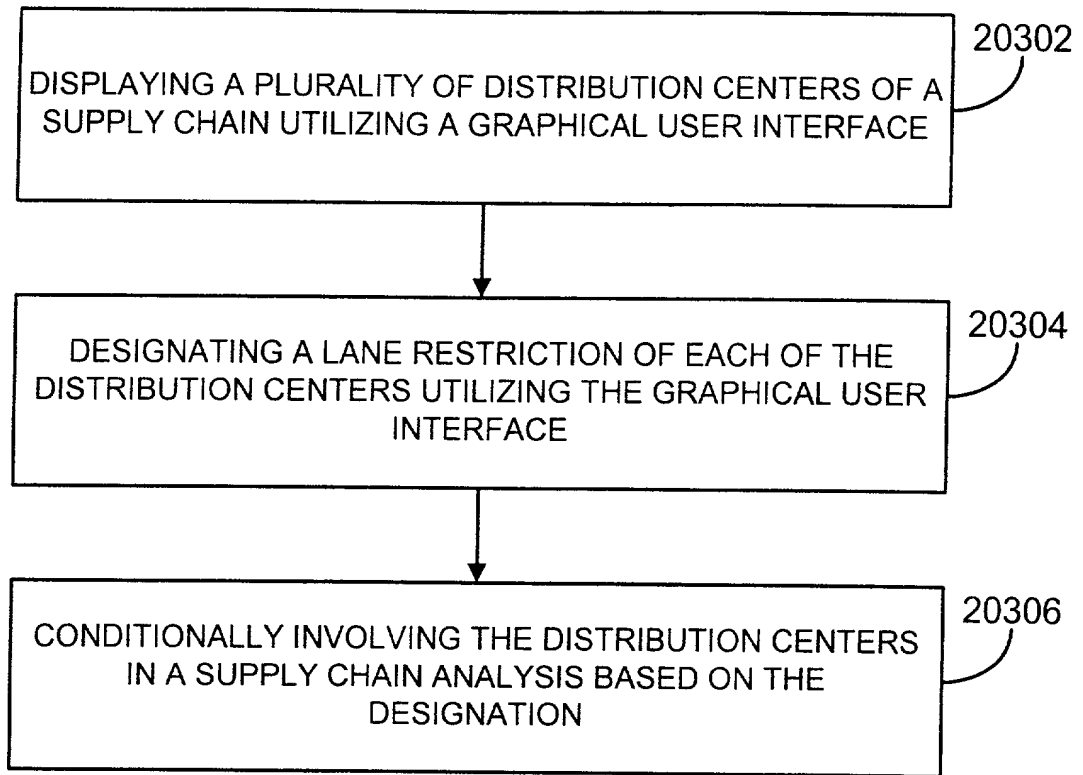 20302
DISPLAYING A PLURALITY OF DISTRIBUTION CENTERS OF A
SUPPLY CHAIN UTILIZING A GRAPHICAL USER INTERFACE
20304
DESIGNATING A LANE RESTRICTION OF EACH OF THE
DISTRIBUTION CENTERS UTILIZING THE GRAPHICAL USER
INTERFACE
20306
CONDITIONALLY INVOLVING THE DISTRIBUTION CENTERS
IN A SUPPLY CHAIN ANALYSIS BASED ON THE
DESIGNATION